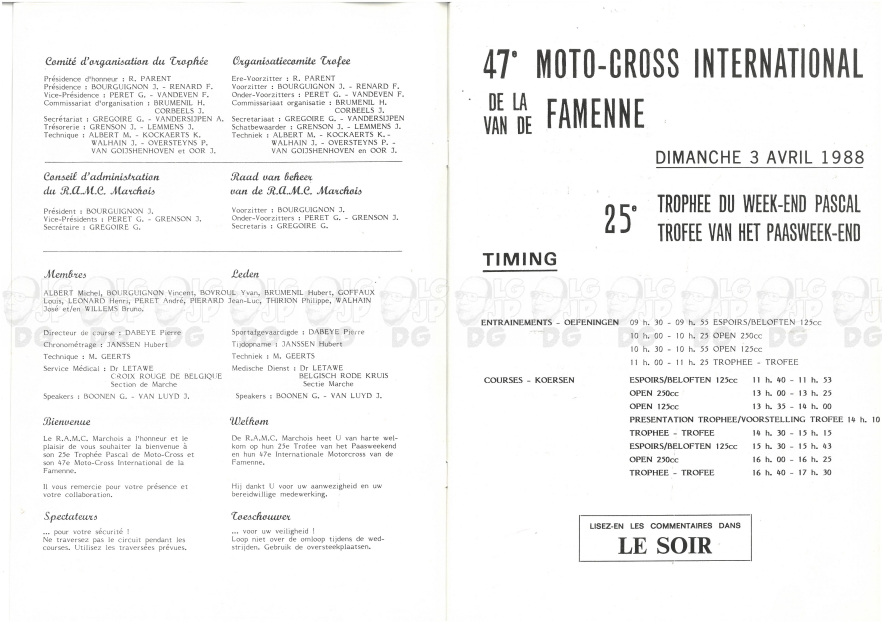 Comité d'organisation du Trophée
Présidence d'honneur : R. PARENT
Présidence : BOURGUIGNON J. - RENARD F.
Vice-Présidence : PERET G. - VANDEVEN F.
Commissariat d'organisation : BRUMENIL H.
CORBEELS J.
Secrétariat : GREGOIRE G. - VANDERSIJPEN A.
Trésorerie : GRENSON J. - LEMMENS J.
Technique : ALBERT M, - KOCKAERTS K.
WALHAIN J. - OVERSTEYNS P.
VAN GOIJSHENHOVEN et OOR J.
Organisatiecomite Trofee
Ere-Voorzitter : R. PARENT
Voorzitter : BOURGUIGNON J. - RENARD F.
Onder-Voorzitters : PERET G. - VANDEVEN F.
Commissariaat organisatie : BRUMENIL H.
CORBEELS J.
Secretariaat : GREGOIRE G. - VANDERSIJPEN
Schatbewaarder : GRENSON J. - LEMMENS J.
Techniek : ALBERT M, - KOCKAERTS K. -
WALHAIN J. - OVERSTEYNS P. -
VAN GOIJSHENHOVEN en OOR J.
Conseil d'administration
du R.A.M.C. Marchois
Président : BOURGUIGNON J.
Vice-Présidents : PERET G. - GRENSON J.
Secrétaire : GREGOIRE G.
Raad van beheer
van de R.A.M.C. Marchois
Voorzitter : BOURGUIGNON J.
Onder-Voorzitters : PERET G. - GRENSON J.
Secretaris : GREGOIRE G.
Membres
Leden
ALBERT Michel, BOURGUIGNON Vincent, BOVROUL Yvan, BRUMENIL Hubert, GOFFAUX
Louis, LEONARD Henri, PERET André, PIERARD Jean-Luc, THIRION Philippe, WALHAIN
José et/en WILLEMS Bruno.
Directeur de course : DABEYE Pierre
Chronométrage : JANSSEN Hubert
Technique : M. GEERTS
Service Médical : Dr LETAWE
CROIX ROUGE DE BELGIQUE
Section de Marche
Speakers : BOONEN G. - VAN LUYD J.
Sportafgevaardigde : DABEYE Pierre
Tijdopname : JANSSEN Hubert
Techniek : M. GEERTS
Medische Dienst : Dr LETAWE
BELGISCH RODE KRUIS
Sectie Marche
Speakers : BOONEN G. - VAN LUYD J.
Bienvenue
Le R.A.M.C. Marchois a l'honneur et le
plaisir de vous souhaiter la bienvenue à
son 25e Trophée Pascal de Moto-Cross et
son 47e Moto-Cross International de la
Famenne.
Il vous remercie pour votre présence et
votre collaboration.
Welkom
De R.A.M.C. Marchois heet U van harte wel-
kom op hun 25e Trofee van het Paasweekend
en hun 47e Internationale Motorcross van de
Famenne.
Hij dankt U voor uw aanwezigheid en uw
bereidwillige medewerking.
Spectateurs
... pour votre sécurité !
Ne traversez pas le circuit pendant les
courses. Utilisez les traversées prévues.
Toeschouwer
... voor uw veiligheid !
Loop niet over de omloop tijdens de wed-
strijden. Gebruik de oversteekplaatsen.
47e MOTO-CROSS INTERNATIONAL
DE LA
VAN DE FAMENNE
DIMANCHE 3 AVRIL 1988
25e TROPHEE DU WEEK-END PASCAL
TROFEE VAN HET PAASWEEK-END
TIMING
ENTRAINEMENTS - OEFENINGEN 09 h. 30 - 09 h. 55 ESPOIRS/BELOFTEN 125cc
10 h. 00 - 10 h. 25 OPEN 250cc
10 h. 30 - 10 h. 55 OPEN 125cc
11 h. 00 - 11 h. 25 TROPHEE - TROFEE
COURSES - KOERSEN ESPOIRS/BELOFTEN 125cc 11 h. 40 - 11 h. 53
OPEN 250cc 13 h. 00 - 13 h. 25
OPEN 125cc 13 h. 35 - 14 h. 00
PRESENTATION TROPHEE/VOORSTELLING TROFEE 14 h. 10
TROPHEE - TROFEE 14 h. 30 - 15 h. 15
ESPOIRS/BELOFTEN 125cc 15 h. 30 - 15 h. 43
OPEN 250cc 16 h. 00 - 16 h. 25
TROPHEE - TROFEE 16 h. 40 - 17 h. 30
LISEZ-EN LES COMMENTAIRES DANS
LE SOIR
LG JP DG